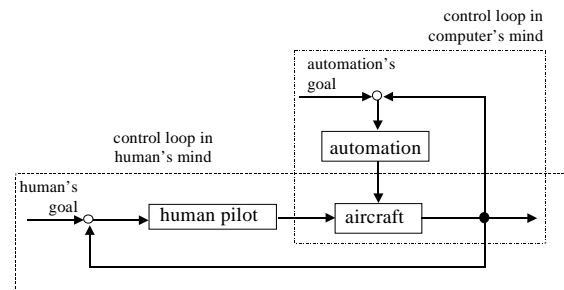 control loop in
computer's mind
automation's
goal
control loop in
human's mind
automation
human's
goal
human pilot
aircraft